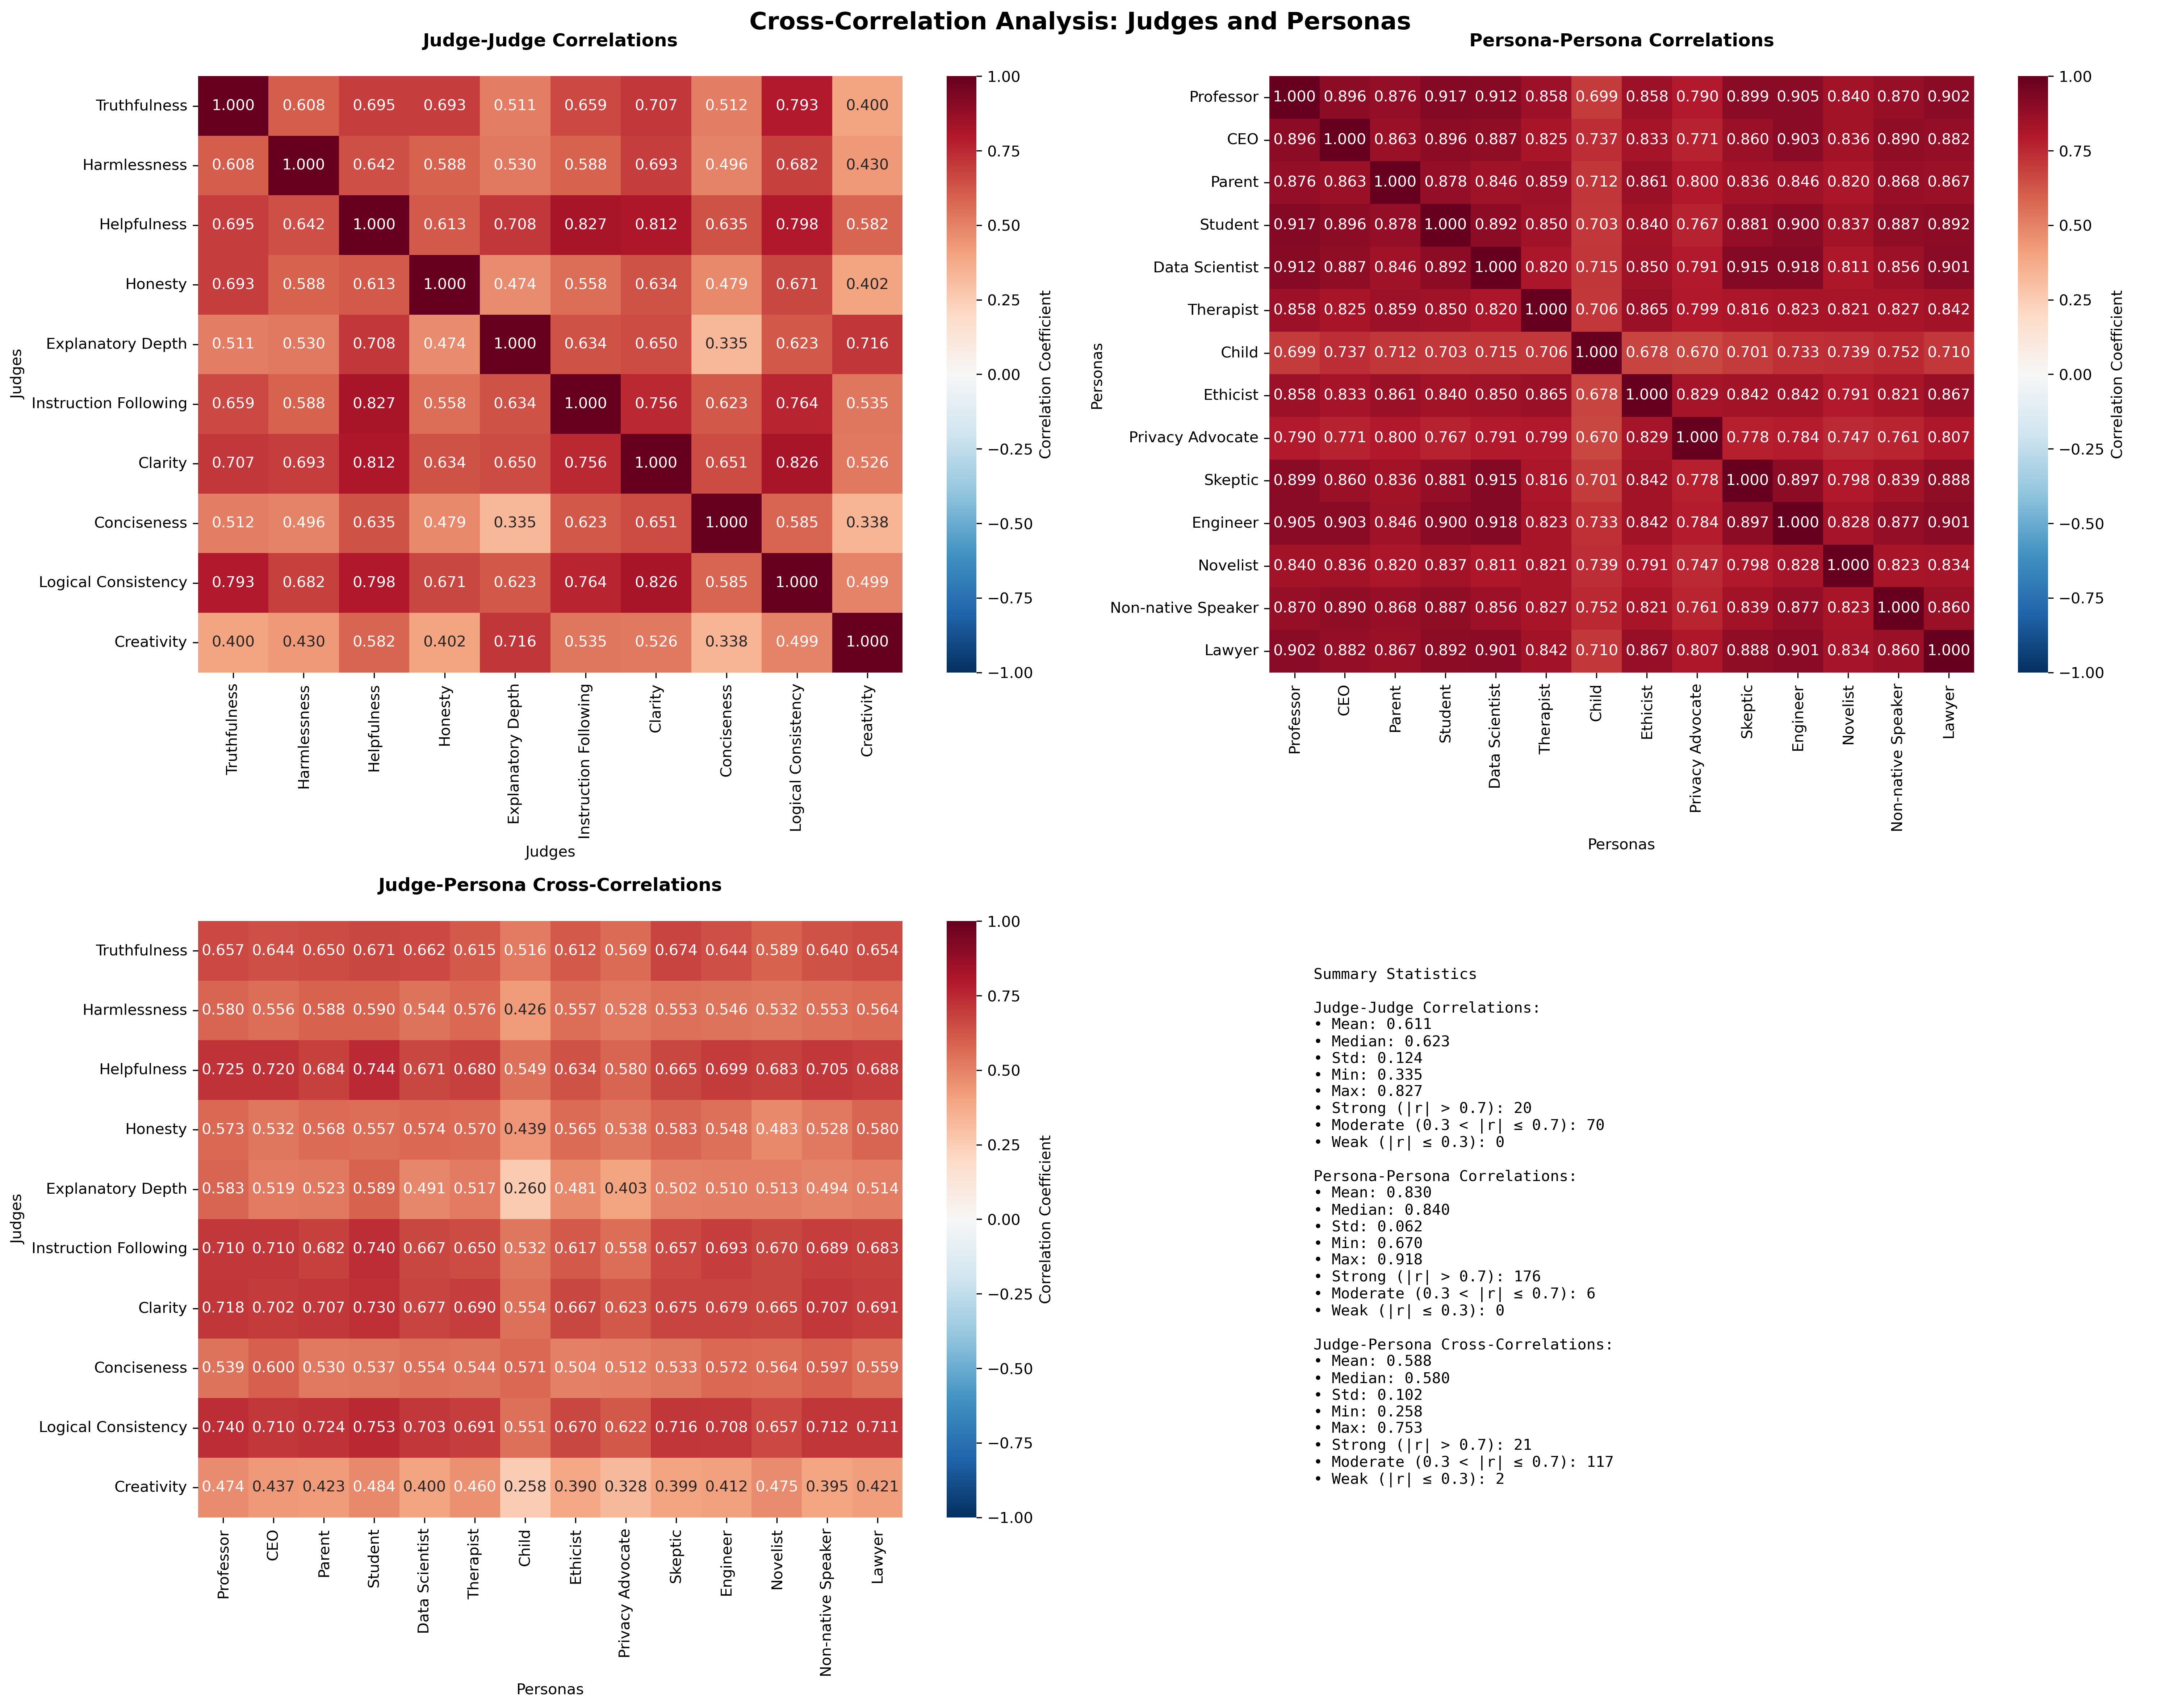 Cross-Correlation Analysis: Judges and Personas
Judge-Judge Correlations
Truthfulness 1.000 0.608 0.695 0.693 0.511 0.659 0.707 0.512 0.793 0.400
Harmlessness 0.608 1.000 0.642 0.588 0.530 0.588 0.693 0.496 0.682 0.430
Helpfulness 0.695 0.642 1.000 0.613 0.708 0.827 0.812 0.635 0.798 0.582
Honesty 0.693 0.588 0.613 1.000 0.474 0.558 0.634 0.479 0.671 0.402
Explanatory Depth 0.511 0.530 0.708 0.474 1.000 0.634 0.650 0.335 0.623 0.716
Instruction Following 0.659 0.588 0.827 0.558 0.634 1.000 0.756 0.623 0.764 0.535
Clarity 0.707 0.693 0.812 0.634 0.650 0.756 1.000 0.651 0.826 0.526
Conciseness 0.512 0.496 0.635 0.479 0.335 0.623 0.651 1.000 0.585 0.338
Logical Consistency 0.793 0.682 0.798 0.671 0.623 0.764 0.826 0.585 1.000 0.499
Creativity 0.400 0.430 0.582 0.402 0.716 0.535 0.526 0.338 0.499 1.000
Judges
Truthfulness
Harmlessness
Helpfulness
Honesty
Explanatory Depth
Instruction Following
Clarity
Conciseness
Logical Consistency
Creativity
Judges
1.00
0.75
0.50
0.25
0.00
−0.25
−0.50
−0.75
−1.00
Correlation Coefficient
Persona-Persona Correlations
Professor 1.000 0.896 0.876 0.917 0.912 0.858 0.699 0.858 0.790 0.899 0.905 0.840 0.870 0.902
CEO 0.896 1.000 0.863 0.896 0.887 0.825 0.737 0.833 0.771 0.860 0.903 0.836 0.890 0.882
Parent 0.876 0.863 1.000 0.878 0.846 0.859 0.712 0.861 0.800 0.836 0.846 0.820 0.868 0.867
Student 0.917 0.896 0.878 1.000 0.892 0.850 0.703 0.840 0.767 0.881 0.900 0.837 0.887 0.892
Data Scientist 0.912 0.887 0.846 0.892 1.000 0.820 0.715 0.850 0.791 0.915 0.918 0.811 0.856 0.901
Therapist 0.858 0.825 0.859 0.850 0.820 1.000 0.706 0.865 0.799 0.816 0.823 0.821 0.827 0.842
Child 0.699 0.737 0.712 0.703 0.715 0.706 1.000 0.678 0.670 0.701 0.733 0.739 0.752 0.710
Ethicist 0.858 0.833 0.861 0.840 0.850 0.865 0.678 1.000 0.829 0.842 0.842 0.791 0.821 0.867
Privacy Advocate 0.790 0.771 0.800 0.767 0.791 0.799 0.670 0.829 1.000 0.778 0.784 0.747 0.761 0.807
Skeptic 0.899 0.860 0.836 0.881 0.915 0.816 0.701 0.842 0.778 1.000 0.897 0.798 0.839 0.888
Engineer 0.905 0.903 0.846 0.900 0.918 0.823 0.733 0.842 0.784 0.897 1.000 0.828 0.877 0.901
Novelist 0.840 0.836 0.820 0.837 0.811 0.821 0.739 0.791 0.747 0.798 0.828 1.000 0.823 0.834
Non-native Speaker 0.870 0.890 0.868 0.887 0.856 0.827 0.752 0.821 0.761 0.839 0.877 0.823 1.000 0.860
Lawyer 0.902 0.882 0.867 0.892 0.901 0.842 0.710 0.867 0.807 0.888 0.901 0.834 0.860 1.000
Personas
Professor
CEO
Parent
Student
Data Scientist
Therapist
Child
Ethicist
Privacy Advocate
Skeptic
Engineer
Novelist
Non-native Speaker
Lawyer
Personas
1.00
0.75
0.50
0.25
0.00
−0.25
−0.50
−0.75
−1.00
Correlation Coefficient
Judge-Persona Cross-Correlations
Truthfulness 0.657 0.644 0.650 0.671 0.662 0.615 0.516 0.612 0.569 0.674 0.644 0.589 0.640 0.654
Harmlessness 0.580 0.556 0.588 0.590 0.544 0.576 0.426 0.557 0.528 0.553 0.546 0.532 0.553 0.564
Helpfulness 0.725 0.720 0.684 0.744 0.671 0.680 0.549 0.634 0.580 0.665 0.699 0.683 0.705 0.688
Honesty 0.573 0.532 0.568 0.557 0.574 0.570 0.439 0.565 0.538 0.583 0.548 0.483 0.528 0.580
Explanatory Depth 0.583 0.519 0.523 0.589 0.491 0.517 0.260 0.481 0.403 0.502 0.510 0.513 0.494 0.514
Instruction Following 0.710 0.710 0.682 0.740 0.667 0.650 0.532 0.617 0.558 0.657 0.693 0.670 0.689 0.683
Clarity 0.718 0.702 0.707 0.730 0.677 0.690 0.554 0.667 0.623 0.675 0.679 0.665 0.707 0.691
Conciseness 0.539 0.600 0.530 0.537 0.554 0.544 0.571 0.504 0.512 0.533 0.572 0.564 0.597 0.559
Logical Consistency 0.740 0.710 0.724 0.753 0.703 0.691 0.551 0.670 0.622 0.716 0.708 0.657 0.712 0.711
Creativity 0.474 0.437 0.423 0.484 0.400 0.460 0.258 0.390 0.328 0.399 0.412 0.475 0.395 0.421
Judges
Professor
CEO
Parent
Student
Data Scientist
Therapist
Child
Ethicist
Privacy Advocate
Skeptic
Engineer
Novelist
Non-native Speaker
Lawyer
Personas
1.00
0.75
0.50
0.25
0.00
−0.25
−0.50
−0.75
−1.00
Correlation Coefficient
Summary Statistics
Judge-Judge Correlations:
• Mean: 0.611
• Median: 0.623
• Std: 0.124
• Min: 0.335
• Max: 0.827
• Strong (|r| > 0.7): 20
• Moderate (0.3 < |r| ≤ 0.7): 70
• Weak (|r| ≤ 0.3): 0
Persona-Persona Correlations:
• Mean: 0.830
• Median: 0.840
• Std: 0.062
• Min: 0.670
• Max: 0.918
• Strong (|r| > 0.7): 176
• Moderate (0.3 < |r| ≤ 0.7): 6
• Weak (|r| ≤ 0.3): 0
Judge-Persona Cross-Correlations:
• Mean: 0.588
• Median: 0.580
• Std: 0.102
• Min: 0.258
• Max: 0.753
• Strong (|r| > 0.7): 21
• Moderate (0.3 < |r| ≤ 0.7): 117
• Weak (|r| ≤ 0.3): 2